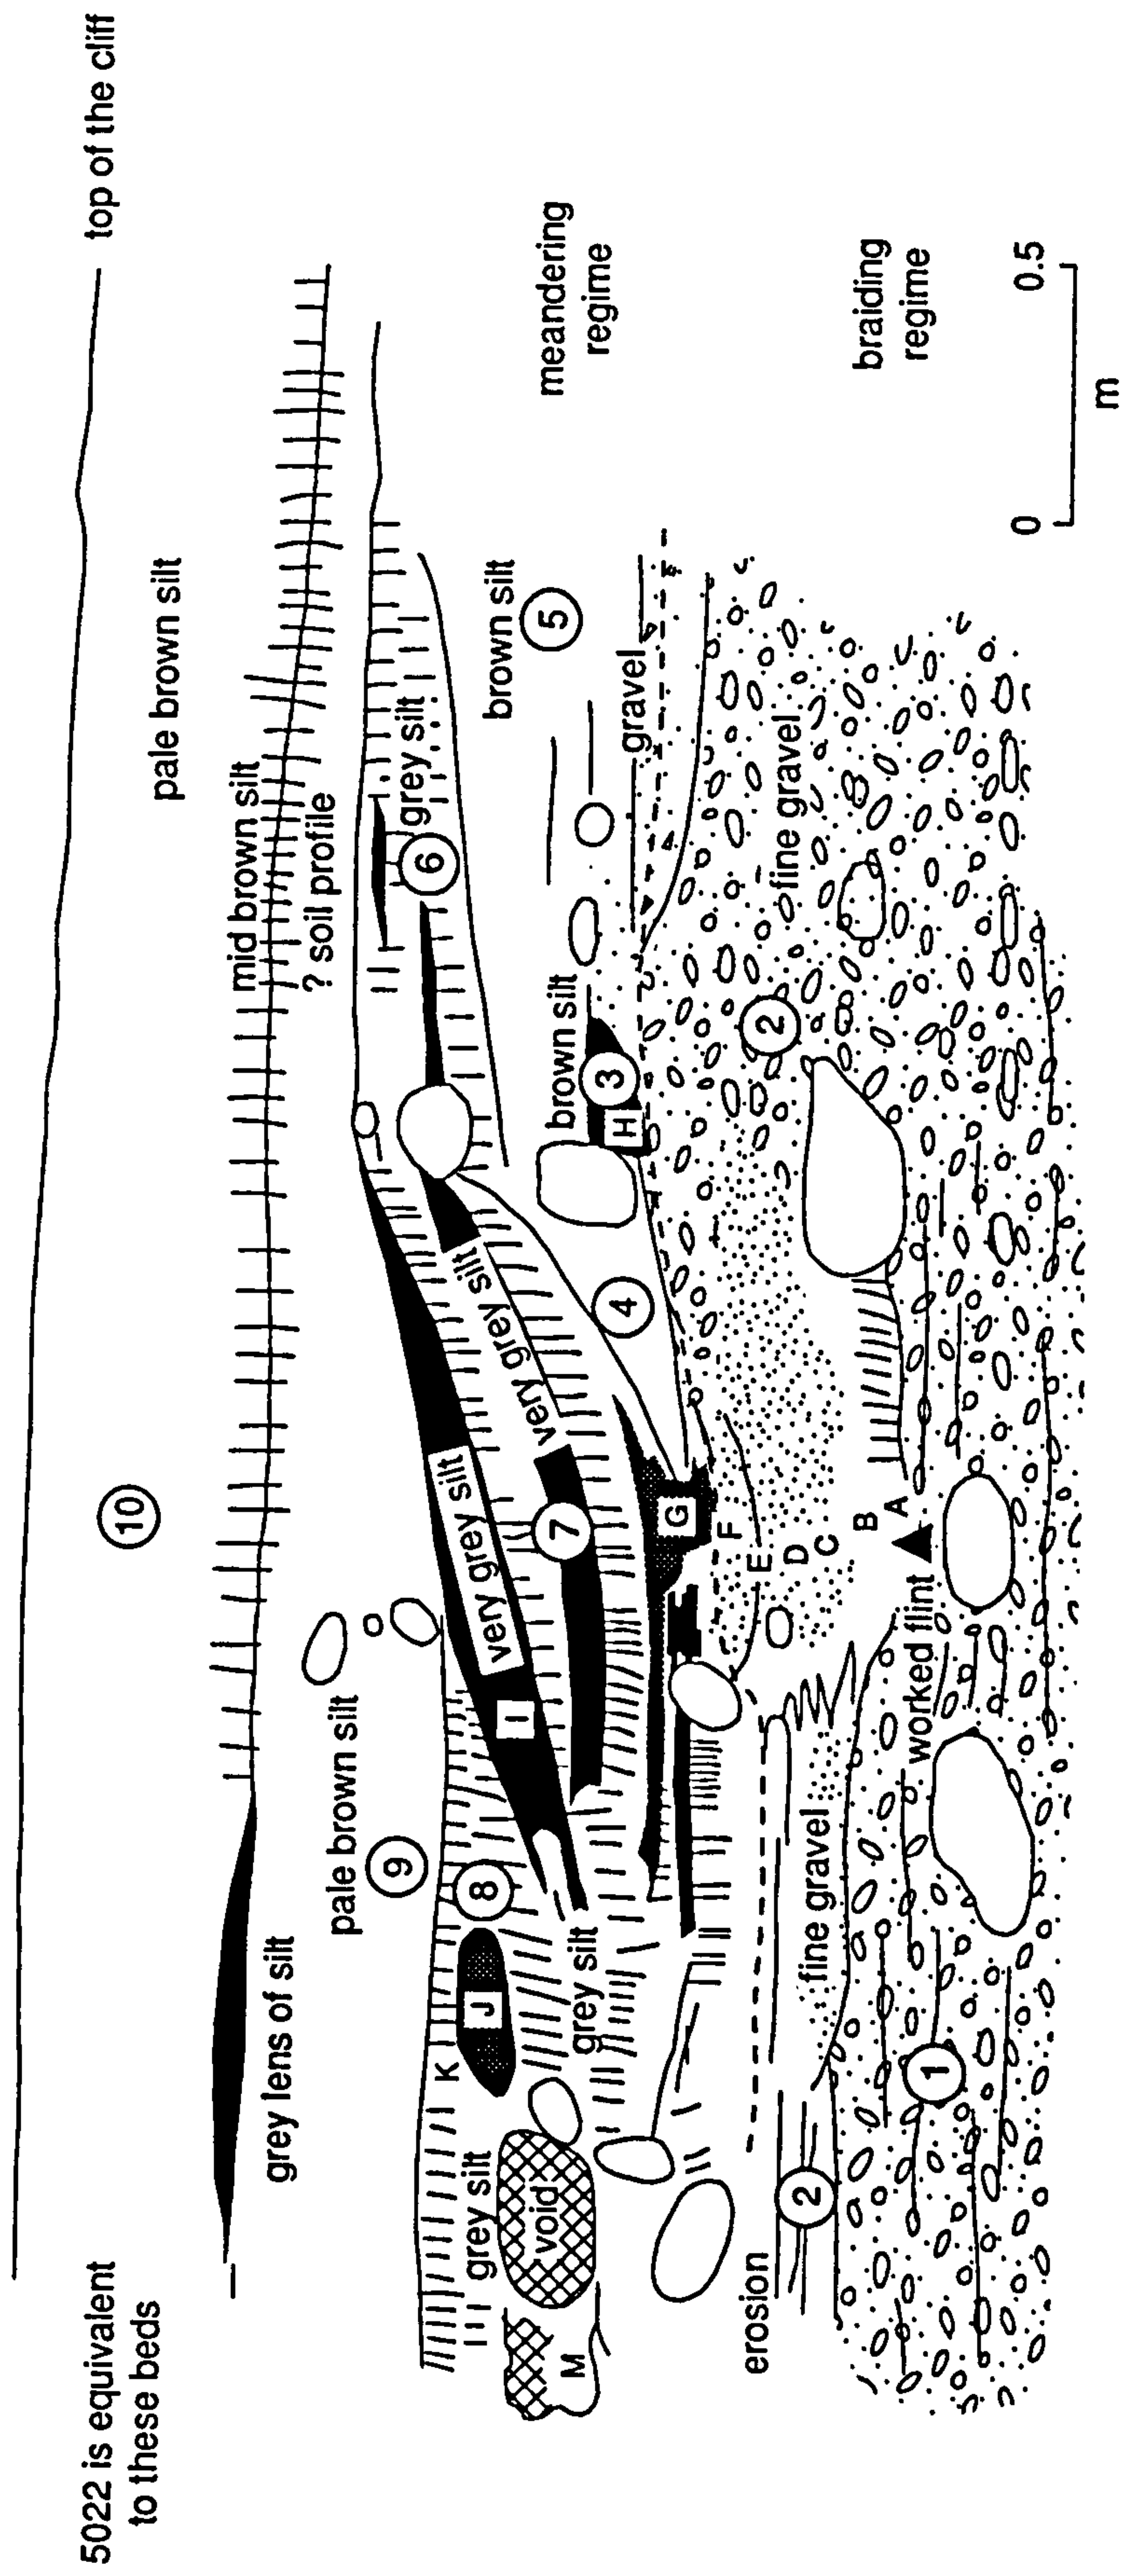 top of the cliff
5022 is equivalent
to these beds
10
pale brown silt
mid brown silt
? soil profile
grey lens of silt
pale brown silt
9
K
grey silt
void
M
J
8
grey silt
I
very grey silt
very grey silt
7
6
grey silt
brown silt
5
meandering
regime
brown silt
3
H
4
gravel
G
F
E
D
C
B
A
erosion
2
fine gravel
fine gravel
2
braiding
regime
worked flint
1
0
0.5
m